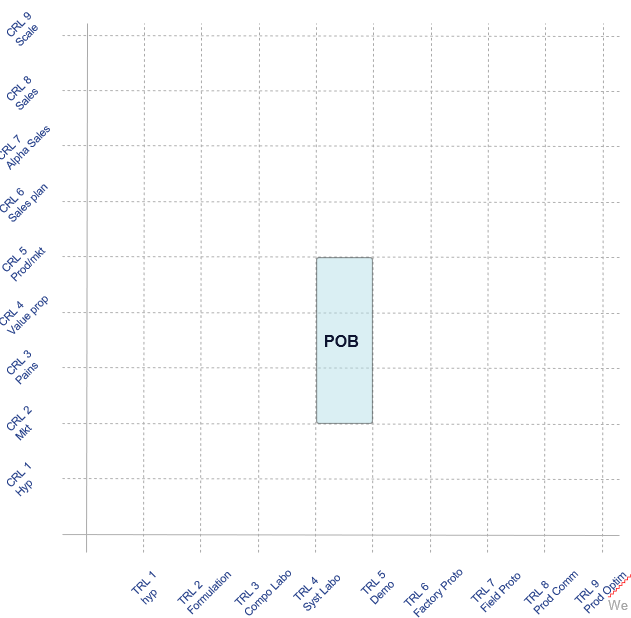 CRL 9
Scale
CRL 8
Sales
CRL 7
Alpha Sales
CRL 6
Sales plan
CRL 5
Prod/mkt
CRL 4
Value prop
CRL 3
Pains
CRL 2
Mkt
CRL 1
Hyp
POB
TRL 1
hyp
TRL 2
Formulation
TRL 3
Compo Labo
TRL 4
Syst Labo
TRL 5
Demo
TRL 6
Factory Proto
TRL 7
Field Proto
TRL 8
Prod Comm
TRL 9
Prod Optim
We